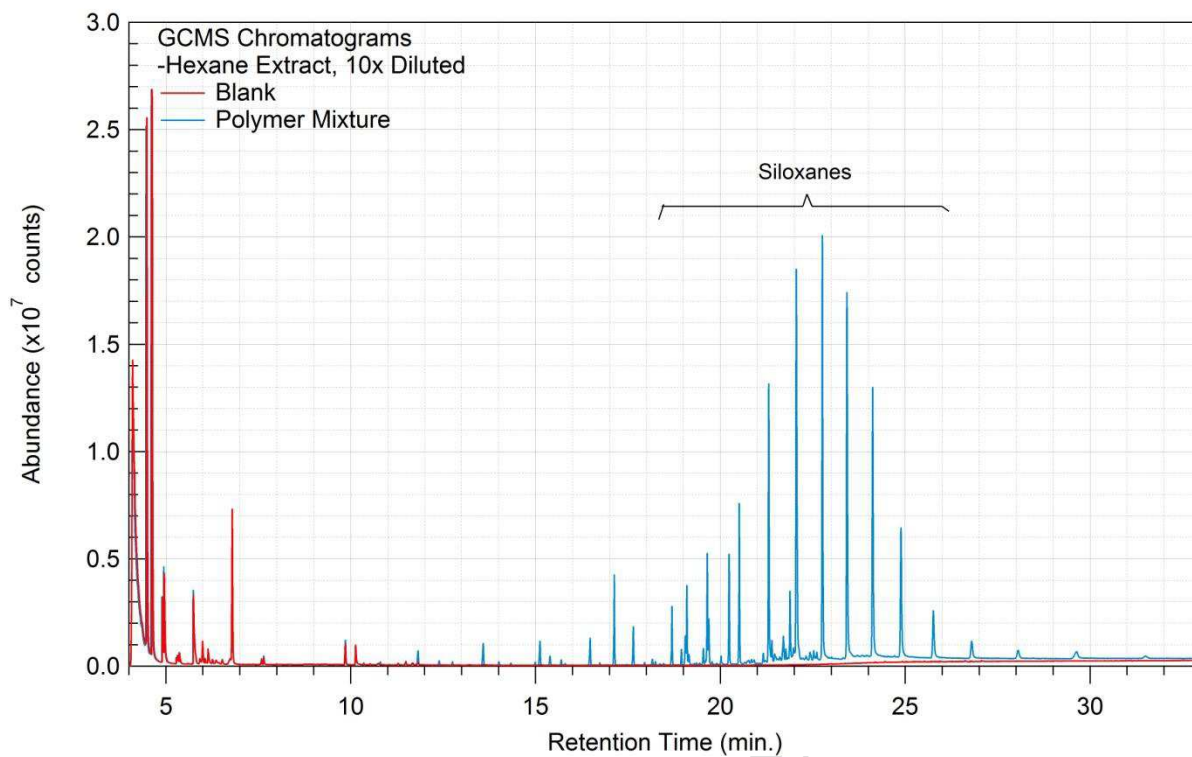 GCMS Chromatograms
-Hexane Extract, 10x Diluted
Blank
Polymer Mixture
Siloxanes
3.0
2.5
2.0
1.5
1.0
0.5
0.0
Abundance (x10⁷ counts)
5 10 15 20 25 30
Retention Time (min.)